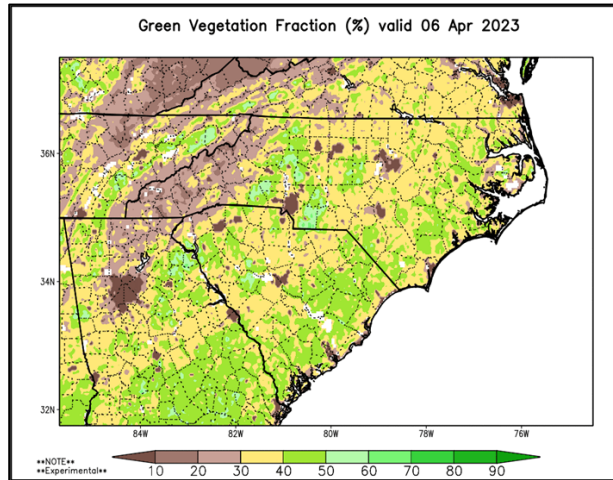 Green Vegetation Fraction (%) valid 06 Apr 2023
36N
34N
32N
84W 82W 80W 78W 76W
**NOTE**
**Experimental**
10 20 30 40 50 60 70 80 90